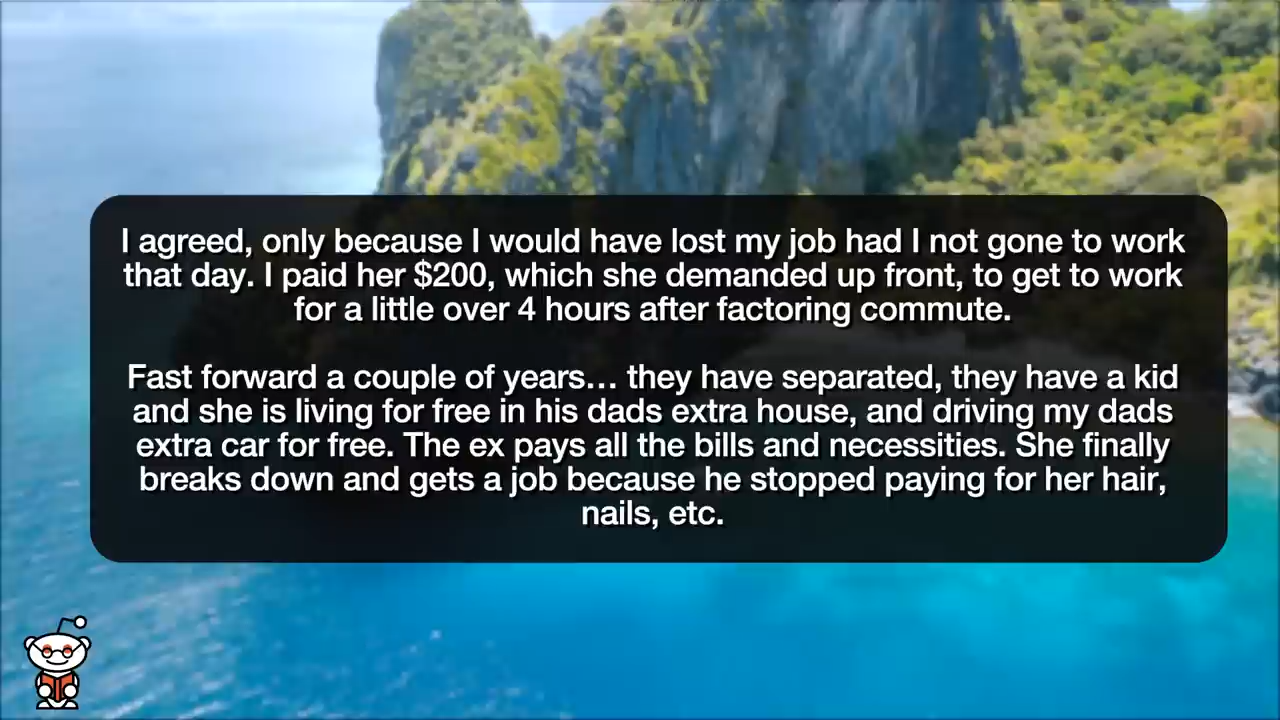 I agreed, only because I would have lost my job had I not gone to work
that day. I paid her $200, which she demanded up front, to get to work
for a little over 4 hours after factoring commute.
Fast forward a couple of years... they have separated, they have a kid
and she is living for free in his dads extra house, and driving my dads
extra car for free. The ex pays all the bills and necessities. She finally
breaks down and gets a job because he stopped paying for her hair,
nails, etc.